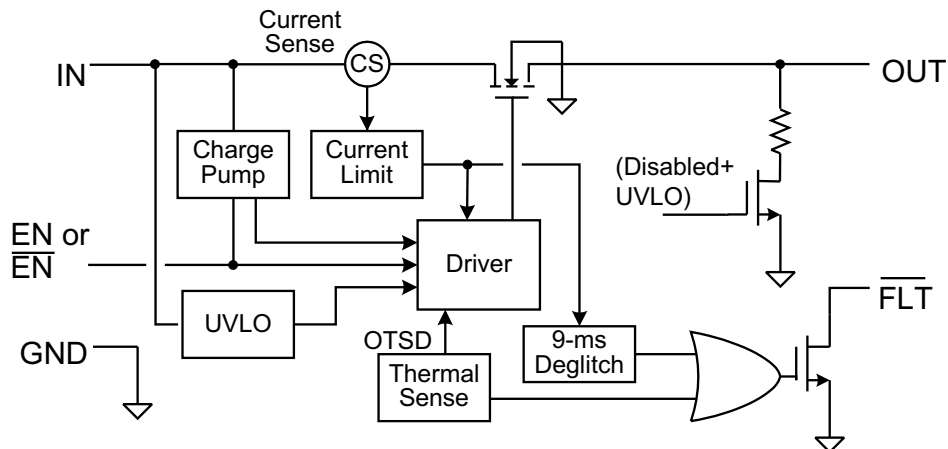 Current
Sense
IN
CS
OUT
Charge
Pump
Current
Limit
(Disabled+
UVLO)
EN or
EN
Driver
UVLO
FLT
GND
OTSD
9-ms
Deglitch
Thermal
Sense